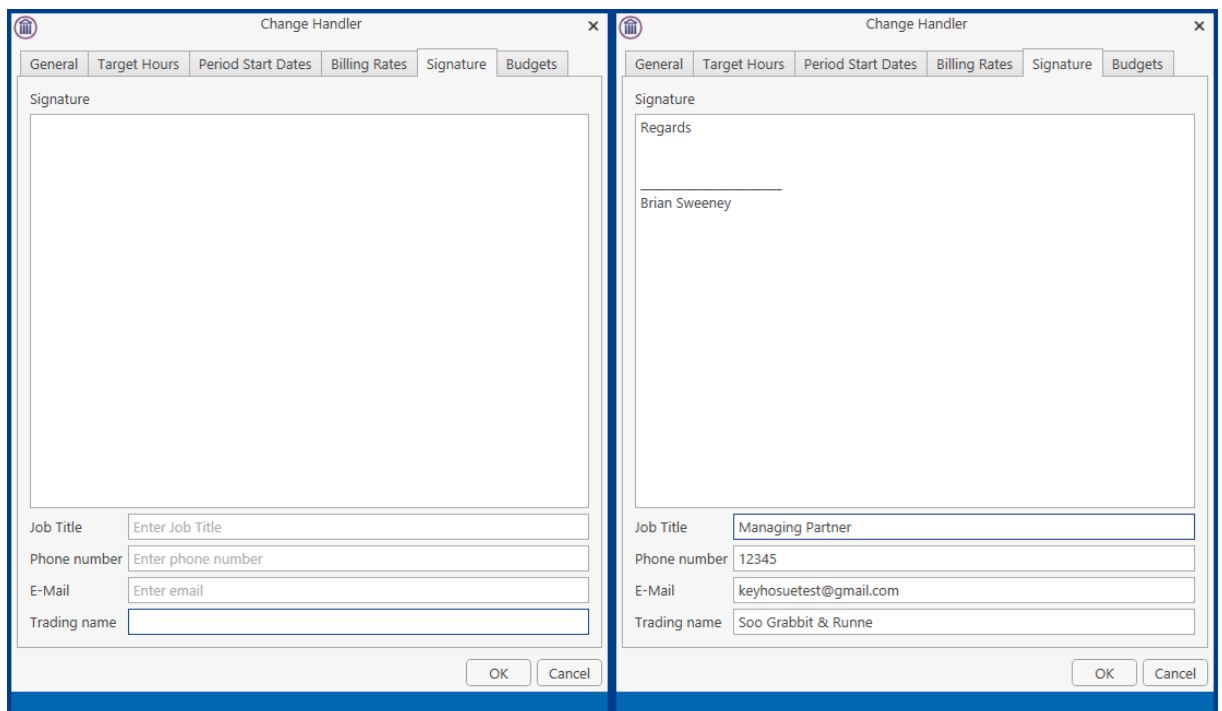 Change Handler
General Target Hours Period Start Dates Billing Rates Signature Budgets
Signature
Job Title Enter Job Title
Phone number Enter phone number
E-Mail Enter email
Trading name
OK Cancel
Change Handler
General Target Hours Period Start Dates Billing Rates Signature Budgets
Signature
Regards
Brian Sweeney
Job Title Managing Partner
Phone number 12345
E-Mail keyhosuetest@gmail.com
Trading name Soo Grabbit & Runne
OK Cancel